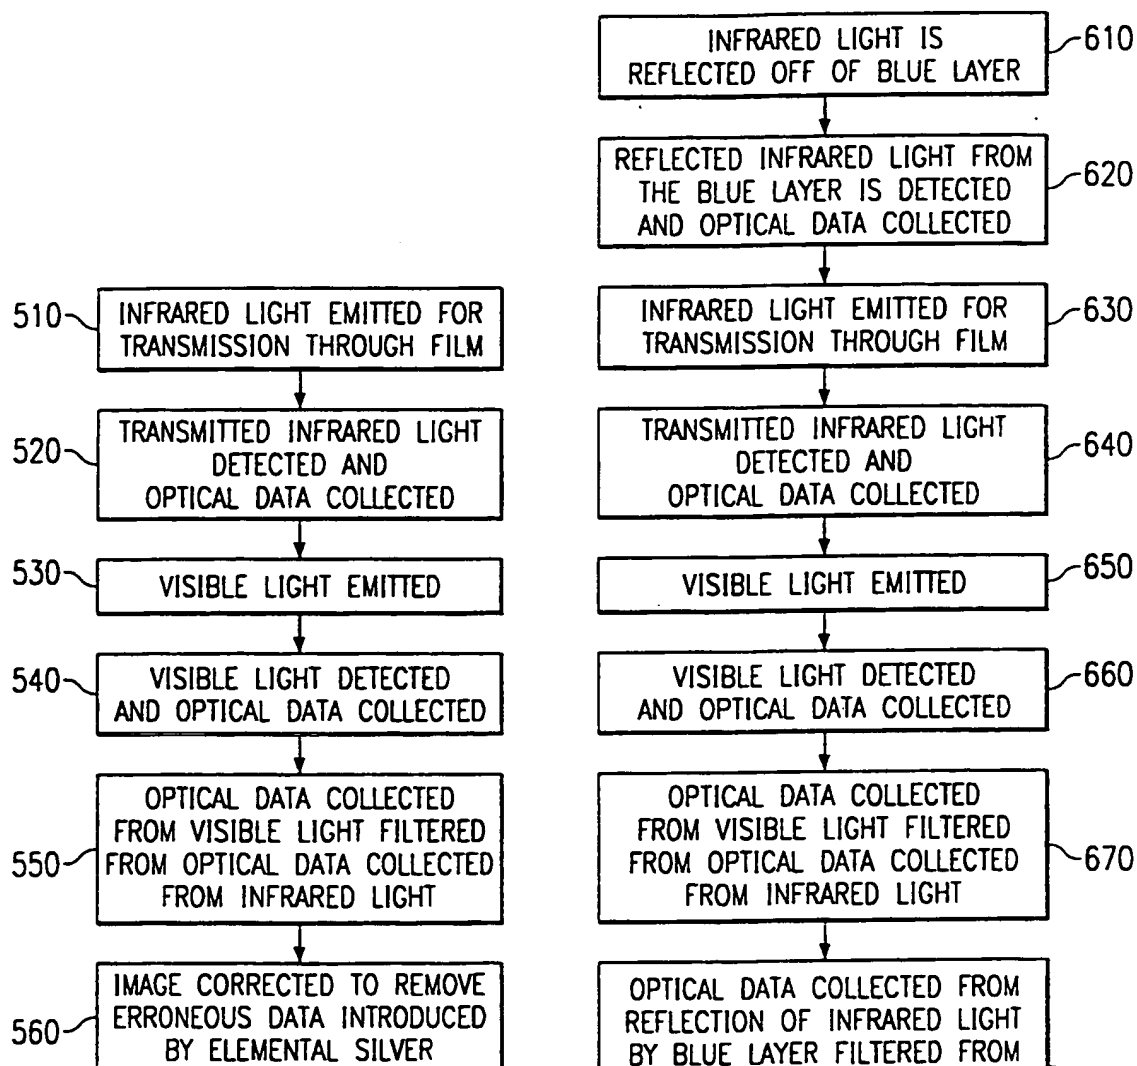 510
INFRARED LIGHT EMITTED FOR
TRANSMISSION THROUGH FILM
520
TRANSMITTED INFRARED LIGHT
DETECTED AND
OPTICAL DATA COLLECTED
530
VISIBLE LIGHT EMITTED
540
VISIBLE LIGHT DETECTED
AND OPTICAL DATA COLLECTED
550
OPTICAL DATA COLLECTED
FROM VISIBLE LIGHT FILTERED
FROM OPTICAL DATA COLLECTED
FROM INFRARED LIGHT
560
IMAGE CORRECTED TO REMOVE
ERRONEOUS DATA INTRODUCED
BY ELEMENTAL SILVER
INFRARED LIGHT IS
REFLECTED OFF OF BLUE LAYER
610
REFLECTED INFRARED LIGHT FROM
THE BLUE LAYER IS DETECTED
AND OPTICAL DATA COLLECTED
620
INFRARED LIGHT EMITTED FOR
TRANSMISSION THROUGH FILM
630
TRANSMITTED INFRARED LIGHT
DETECTED AND
OPTICAL DATA COLLECTED
640
VISIBLE LIGHT EMITTED
650
VISIBLE LIGHT DETECTED
AND OPTICAL DATA COLLECTED
660
OPTICAL DATA COLLECTED
FROM VISIBLE LIGHT FILTERED
FROM OPTICAL DATA COLLECTED
FROM INFRARED LIGHT
670
OPTICAL DATA COLLECTED FROM
REFLECTION OF INFRARED LIGHT
BY BLUE LAYER FILTERED FROM